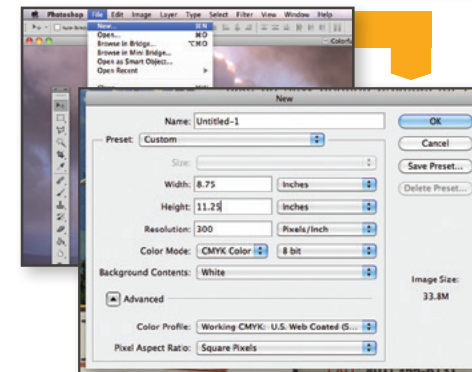 Photoshop File Edit Image Layer Type Select Filter View Window Help
New... ⌘N
Open... ⌘O
Browse in Bridge... ⌥⌘O
Browse in Mini Bridge...
Open as Smart Object...
Open Recent
New
Name: Untitled-1
OK
Preset: Custom
Cancel
Size:
Save Preset...
Width: 8.75 Inches
Delete Preset...
Height: 11.25 Inches
Resolution: 300 Pixels/Inch
Color Mode: CMYK Color 8 bit
Background Contents: White
Image Size:
33.8M
Advanced
Color Profile: Working CMYK: U.S. Web Coated (S...
Pixel Aspect Ratio: Square Pixels